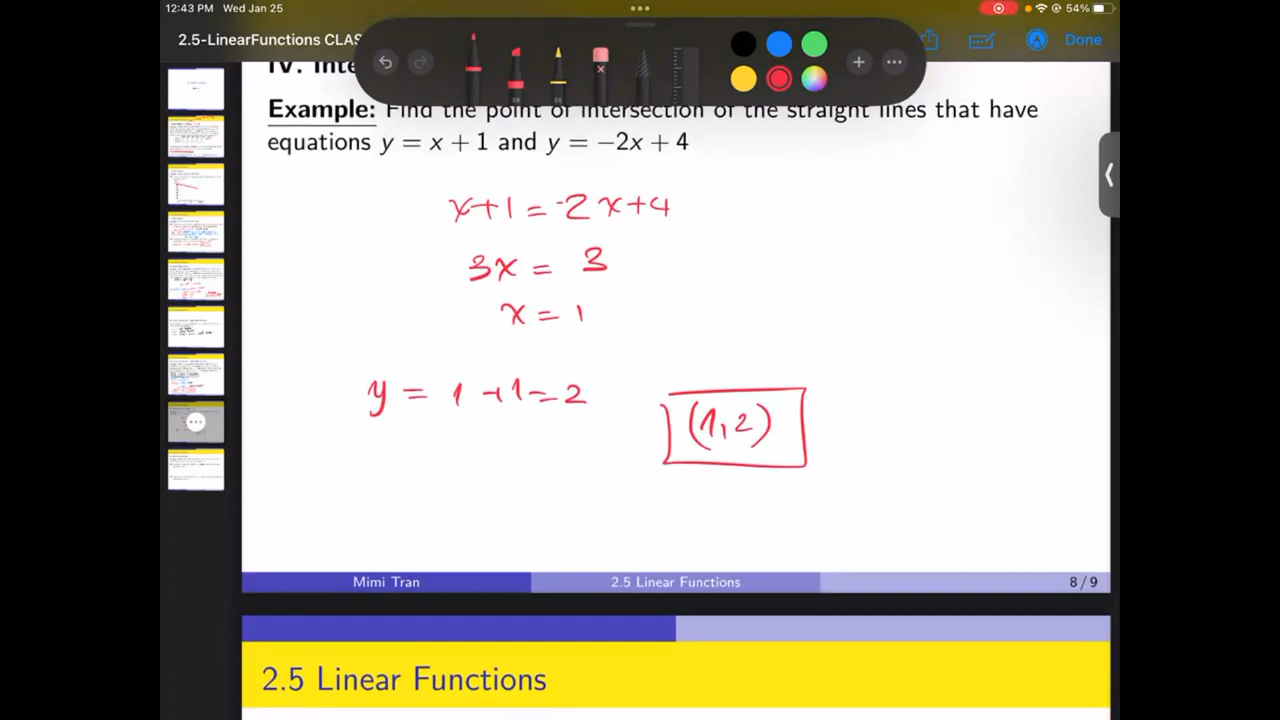 12:43 PM Wed Jan 25
54%
2.5-LinearFunctions CLAS
Done
IV. Inte
Example: Find the point of intersection of the straight lines that have
equations y = x + 1 and y = −2x + 4
x+1 = -2x+4
3x = 3
x = 1
y = 1+1=2
(1,2)
Mimi Tran 2.5 Linear Functions 8 / 9
2.5 Linear Functions